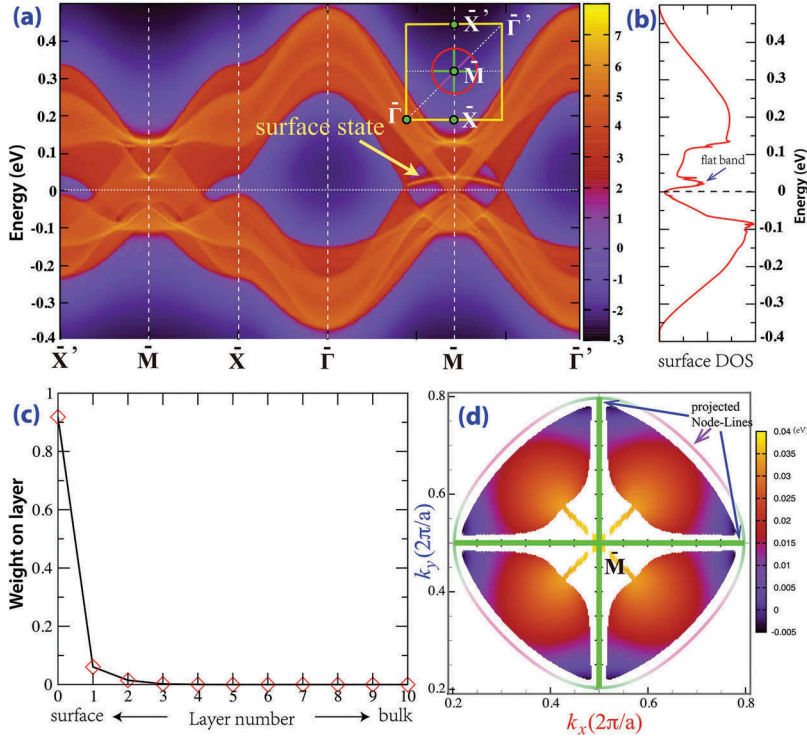 (a)
Energy (eV)
0.4
0.3
0.2
0.1
0
-0.1
-0.2
-0.3
-0.4
X̄'
M̄
X̄
Γ̄
M̄
Γ̄'
surface state
X̄'
Γ̄'
M̄
Γ̄
X̄
7
6
5
4
3
2
1
0
-1
-2
-3
(b)
flat band
surface DOS
0.5
0.4
0.3
0.2
0.1
0
-0.1
-0.2
-0.3
-0.4
Energy (eV)
(c)
Weight on layer
1
0.8
0.6
0.4
0.2
0
0 1 2 3 4 5 6 7 8 9 10
surface Layer number bulk
(d)
projected
Node-Lines
M̄
k_y(2π/a)
0.8
0.6
0.4
0.2
0.2 0.4 0.6 0.8
k_x(2π/a)
0.04 (eV)
0.035
0.03
0.025
0.02
0.015
0.01
0.005
0
-0.005